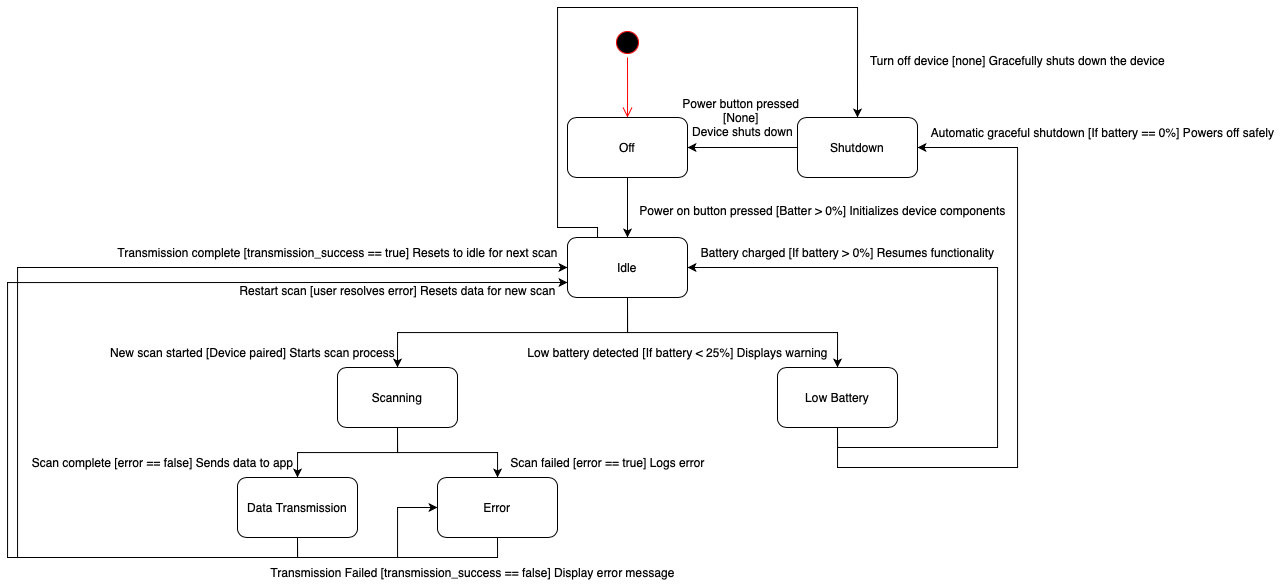 Turn off device [none] Gracefully shuts down the device
Power button pressed
[None]
Device shuts down
Automatic graceful shutdown [If battery == 0%] Powers off safely
Off
Shutdown
Power on button pressed [Batter > 0%] Initializes device components
Transmission complete [transmission_success == true] Resets to idle for next scan
Battery charged [If battery > 0%] Resumes functionality
Idle
Restart scan [user resolves error] Resets data for new scan
New scan started [Device paired] Starts scan process
Low battery detected [If battery < 25%] Displays warning
Scanning
Low Battery
Scan complete [error == false] Sends data to app
Scan failed [error == true] Logs error
Data Transmission
Error
Transmission Failed [transmission_success == false] Display error message